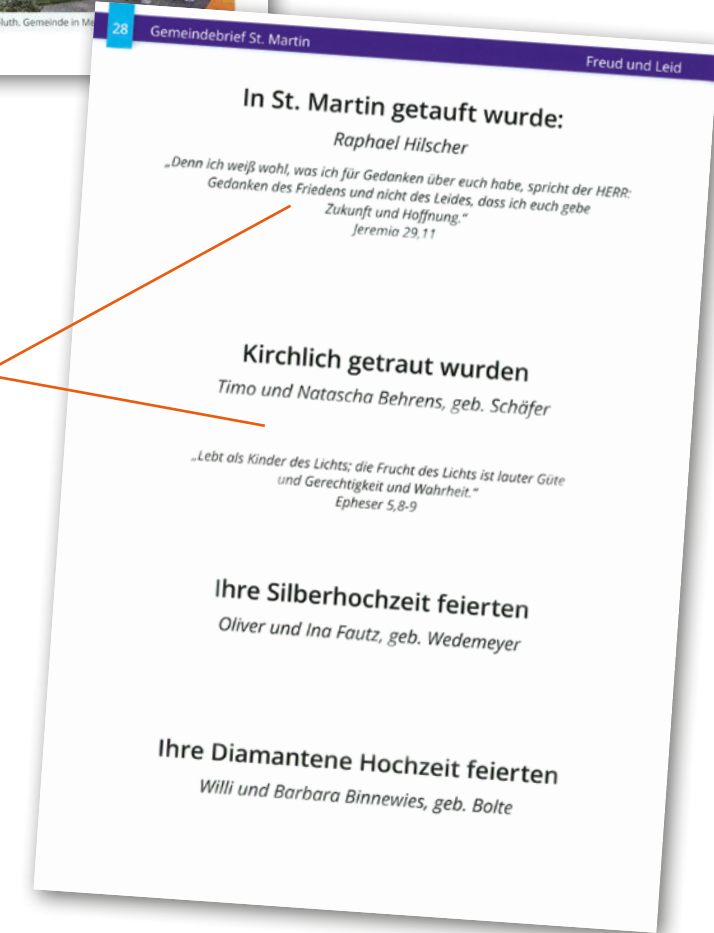 luth. Gemeinde in
28 Gemeindebrief St. Martin
Freud und Leid
In St. Martin getauft wurde:
Raphael Hilscher
„Denn ich weiß wohl, was ich für Gedanken über euch habe, spricht der HERR:
Gedanken des Friedens und nicht des Leides, dass ich euch gebe
Zukunft und Hoffnung.“
Jeremia 29,11
Kirchlich getraut wurden
Timo und Natascha Behrens, geb. Schäfer
„Lebt als Kinder des Lichts; die Frucht des Lichts ist lauter Güte
und Gerechtigkeit und Wahrheit.“
Epheser 5,8-9
Ihre Silberhochzeit feierten
Oliver und Ina Fautz, geb. Wedemeyer
Ihre Diamantene Hochzeit feierten
Willi und Barbara Binnewies, geb. Bolte